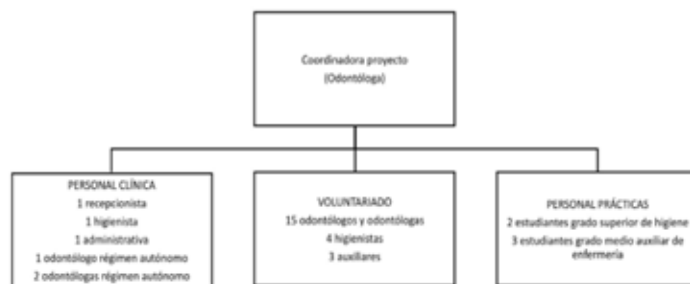 Coordinadora proyecto
(Odontóloga)
PERSONAL CLÍNICA
1 recepcionista
1 higienista
1 administrativa
1 odontólogo régimen autónomo
2 odontólogas régimen autónomo
VOLUNTARIADO
15 odontólogos y odontólogas
4 higienistas
3 auxiliares
PERSONAL PRÁCTICAS
2 estudiantes grado superior de higiene
3 estudiantes grado medio auxiliar de
enfermería